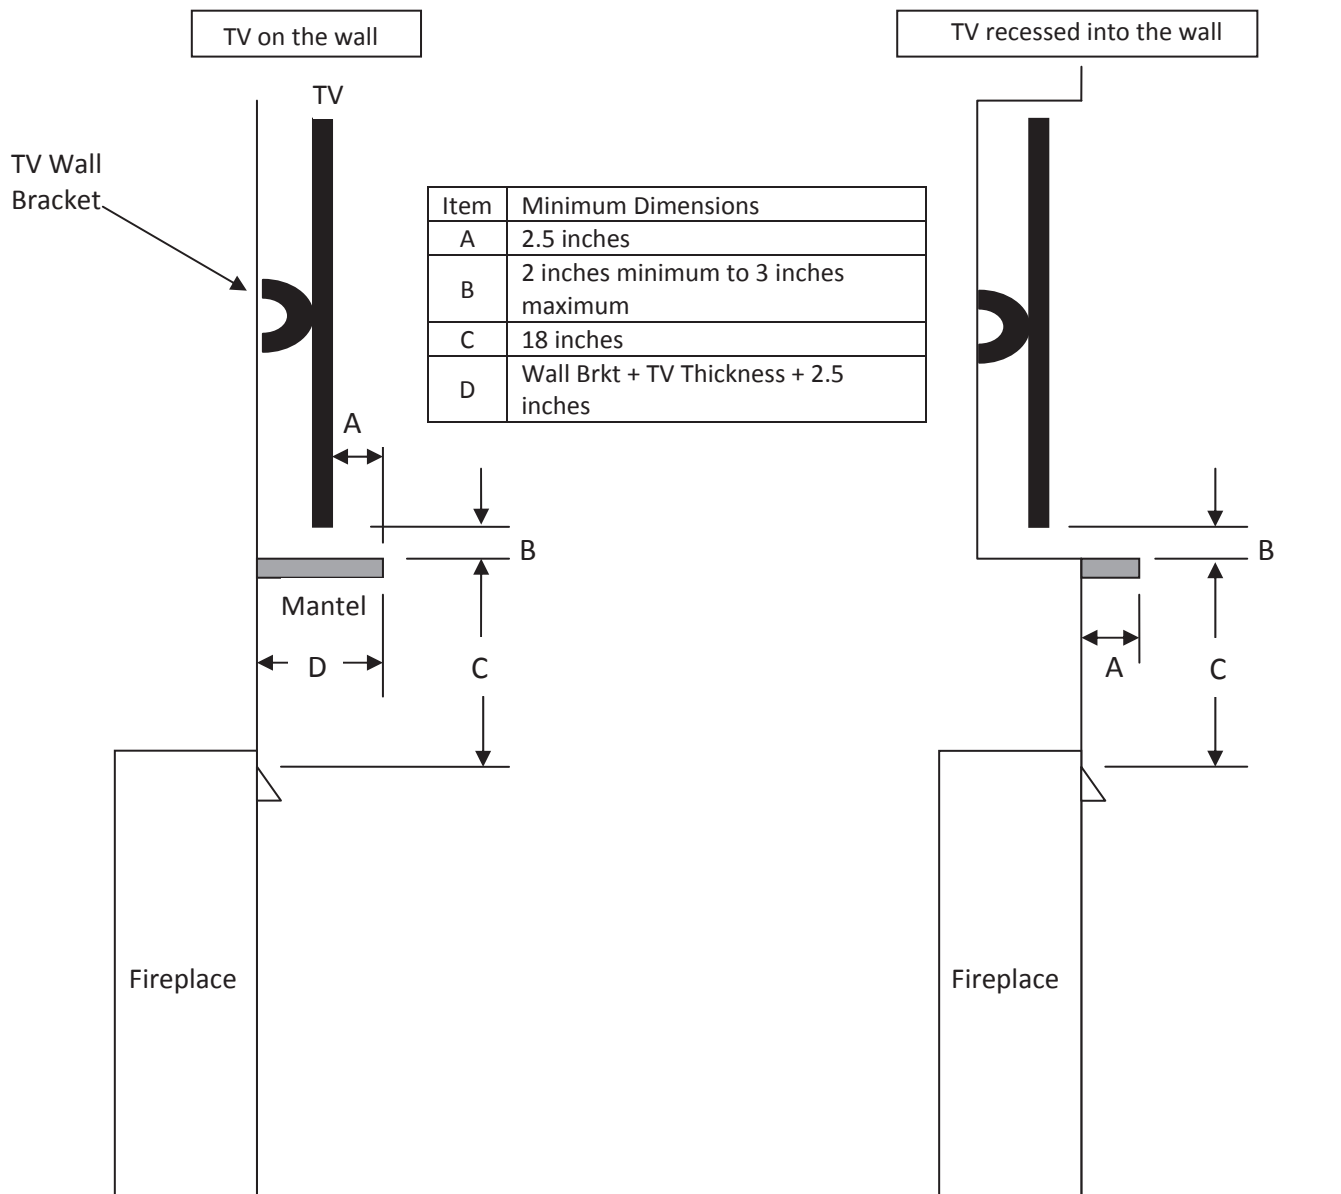 TV on the wall
TV recessed into the wall
TV
TV Wall
Bracket
Item Minimum Dimensions
A 2.5 inches
B 2 inches minimum to 3 inches
maximum
C 18 inches
D Wall Brkt + TV Thickness + 2.5
inches
A
B
Mantel
D
C
Fireplace
B
A
C
Fireplace